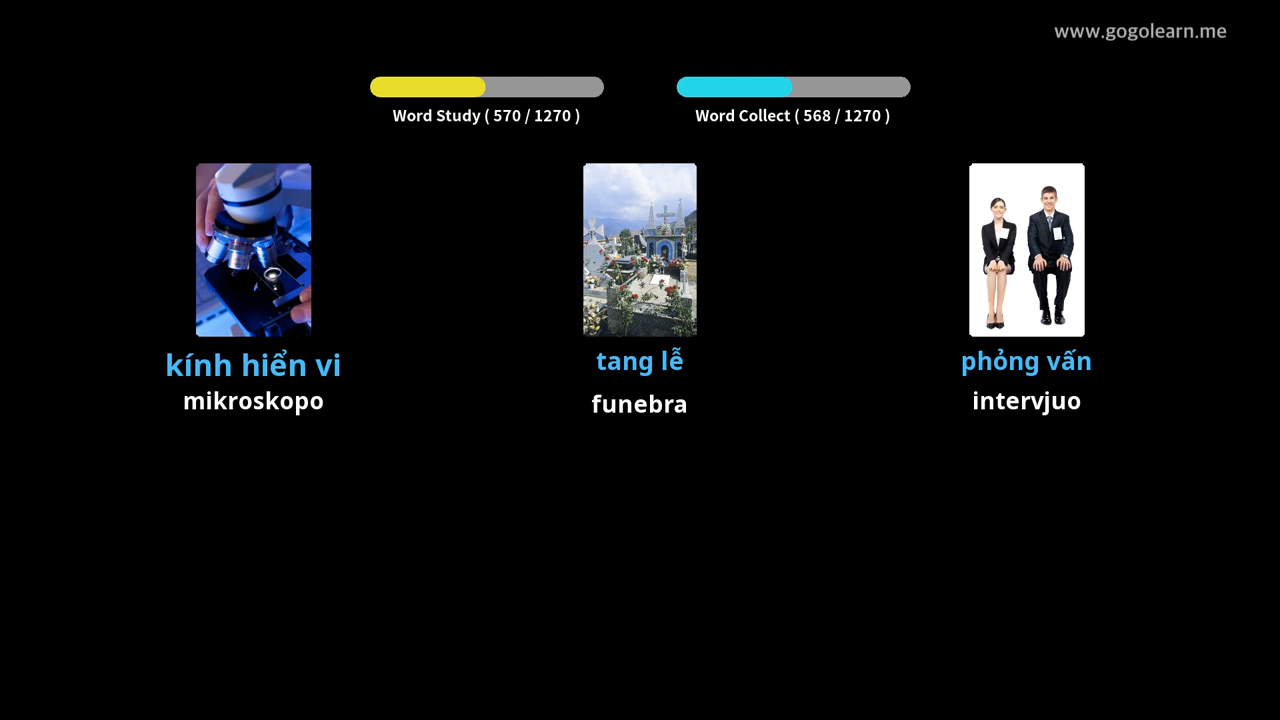 www.gogolearn.me
Word Study ( 570 / 1270 )
Word Collect ( 568 / 1270 )
kính hiển vi
mikroskopo
tang lễ
funebra
phỏng vấn
intervjuo